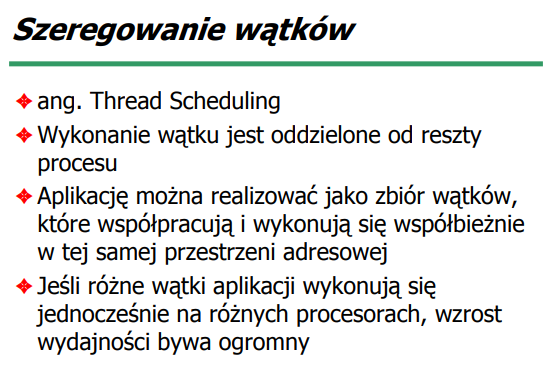 Szeregowanie wątków
ang. Thread Scheduling
Wykonanie wątku jest oddzielone od reszty
procesu
Aplikację można realizować jako zbiór wątków,
które współpracują i wykonują się współbieżnie
w tej samej przestrzeni adresowej
Jeśli różne wątki aplikacji wykonują się
jednocześnie na różnych procesorach, wzrost
wydajności bywa ogromny